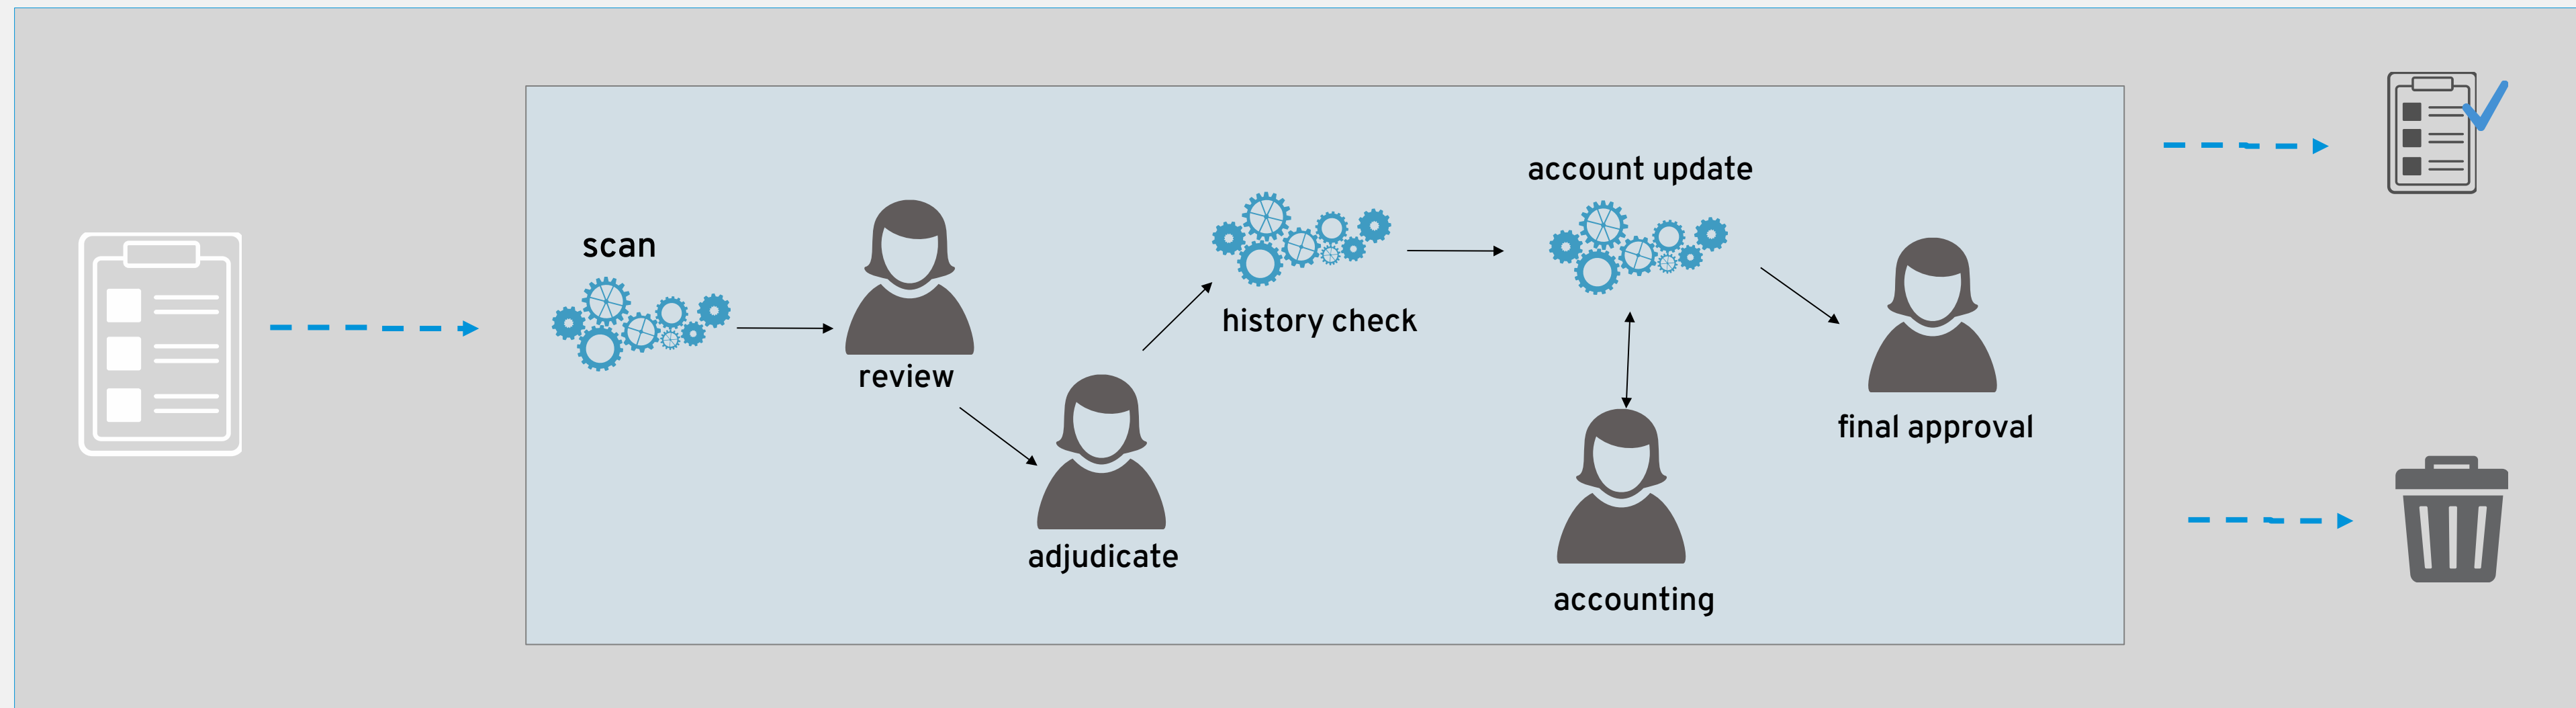 scan
review
adjudicate
history check
account update
accounting
final approval